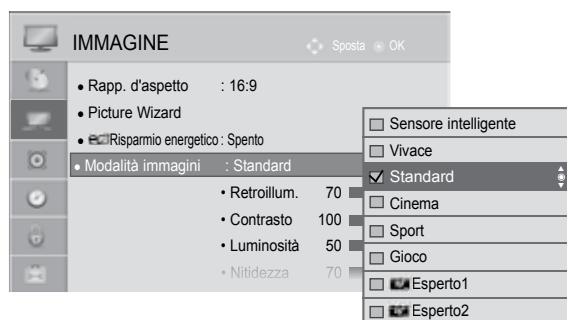 IMMAGINE
Sposta OK
• Rapp. d'aspetto : 16:9
• Picture Wizard
• Risparmio energetico : Spento
• Modalità immagini : Standard
• Retroillum. 70
• Contrasto 100
• Luminosità 50
• Nitidezza 70
Sensore intelligente
Vivace
Standard
Cinema
Sport
Gioco
Esperto1
Esperto2